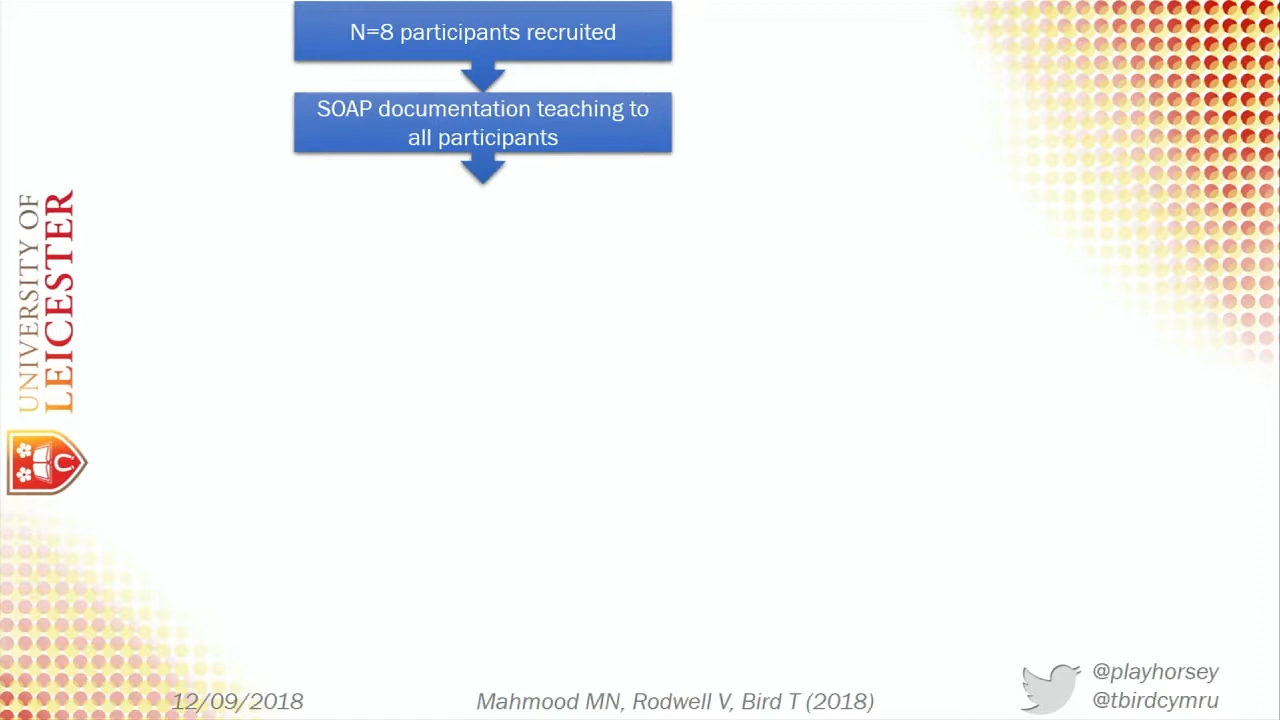 N=8 participants recruited
SOAP documentation teaching to
all participants
UNIVERSITY OF
LEICESTER
12/09/2018
Mahmood MN, Rodwell V, Bird T (2018)
@playhorsey
@tbirdcymru